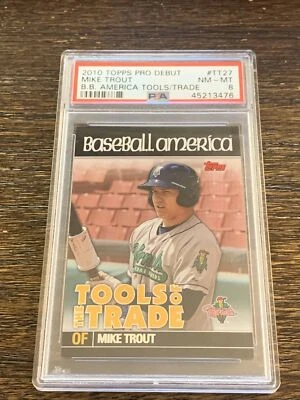 2010 TOPPS PRO DEBUT #TT27
MIKE TROUT NM - MT
B.B. AMERICA TOOLS/TRADE 8
PSA 45213476
Baseball america
Topps
TOOLS OF
THE TRADE
OF MIKE TROUT